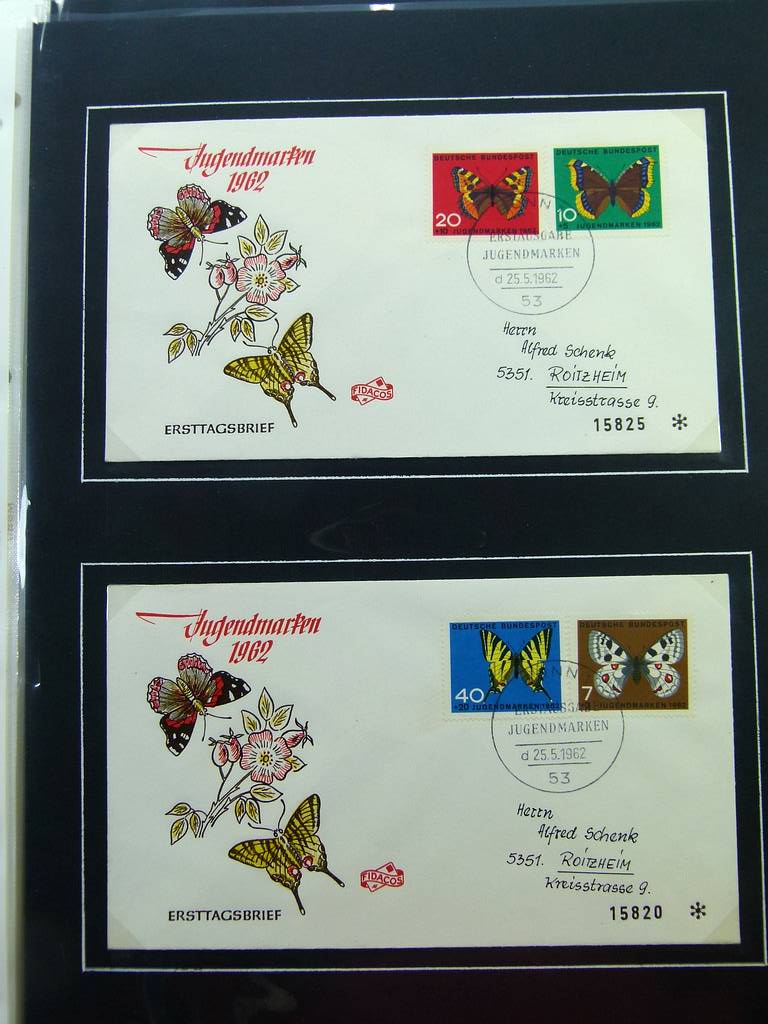 Jugendmarken
1962
DEUTSCHE BUNDESPOST
20
+10 JUGENDMARKEN 1962
DEUTSCHE BUNDESPOST
10
+5 JUGENDMARKEN 1962
BONN
ERSTAUSGABE
JUGENDMARKEN
d 25.5.1962
53
Herrn
Alfred Schenk
5351. ROITZHEIM
Kreisstrasse 9.
FIDACOS
ERSTTAGSBRIEF
15825 *
Jugendmarken
1962
DEUTSCHE BUNDESPOST
40
+20 JUGENDMARKEN 1962
DEUTSCHE BUNDESPOST
7
JUGENDMARKEN 1962
ERSTAUSGABE
JUGENDMARKEN
d 25.5.1962
53
Herrn
Alfred Schenk
5351. ROITZHEIM
Kreisstrasse 9.
FIDACOS
ERSTTAGSBRIEF
15820 *